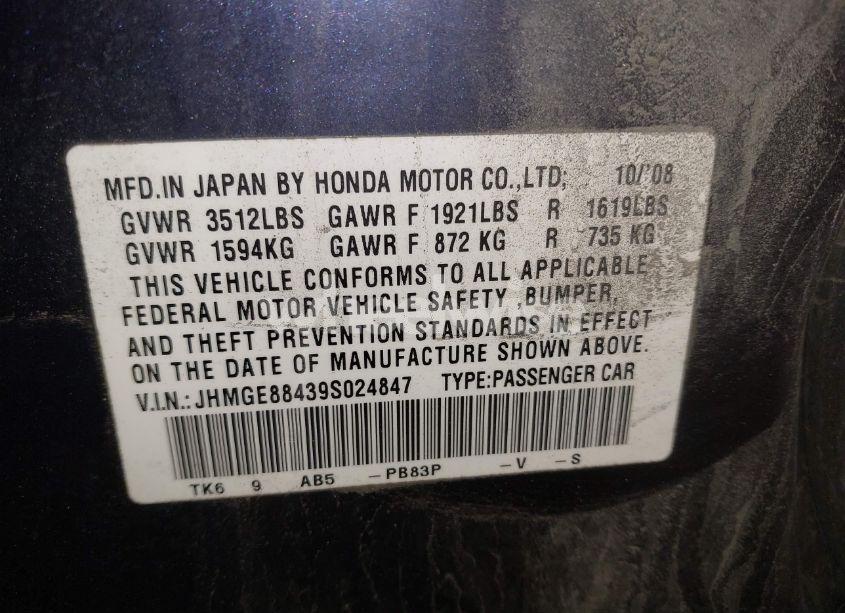 MFD.IN JAPAN BY HONDA MOTOR CO.,LTD; 10/'08
GVWR 3512LBS GAWR F 1921LBS R 1619LBS
GVWR 1594KG GAWR F 872 KG R 735 KG
THIS VEHICLE CONFORMS TO ALL APPLICABLE
FEDERAL MOTOR VEHICLE SAFETY ,BUMPER,
AND THEFT PREVENTION STANDARDS IN EFFECT
ON THE DATE OF MANUFACTURE SHOWN ABOVE.
V.I.N.: JHMGE88439S024847 TYPE:PASSENGER CAR
TK6 9 AB5 -PB83P -V -S